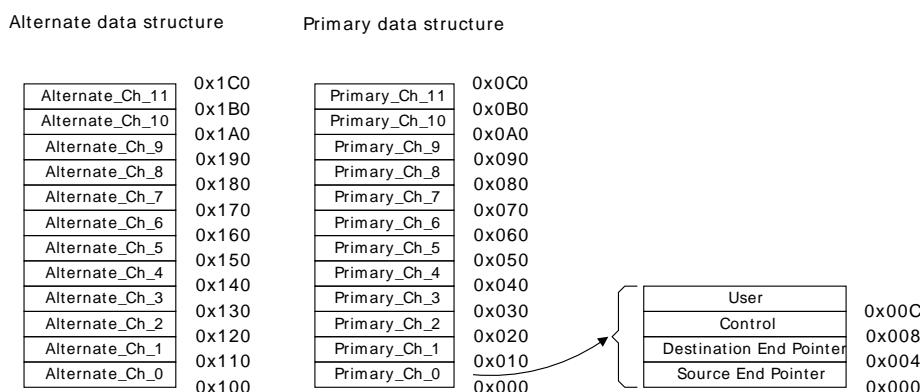 Alternate data structure
Primary data structure
0x1C0
Alternate_Ch_11
0x1B0
Alternate_Ch_10
0x1A0
Alternate_Ch_9
0x190
Alternate_Ch_8
0x180
Alternate_Ch_7
0x170
Alternate_Ch_6
0x160
Alternate_Ch_5
0x150
Alternate_Ch_4
0x140
Alternate_Ch_3
0x130
Alternate_Ch_2
0x120
Alternate_Ch_1
0x110
Alternate_Ch_0
0x100
0x0C0
Primary_Ch_11
0x0B0
Primary_Ch_10
0x0A0
Primary_Ch_9
0x090
Primary_Ch_8
0x080
Primary_Ch_7
0x070
Primary_Ch_6
0x060
Primary_Ch_5
0x050
Primary_Ch_4
0x040
Primary_Ch_3
0x030
Primary_Ch_2
0x020
Primary_Ch_1
0x010
Primary_Ch_0
0x000
User
0x00C
Control
0x008
Destination End Pointer
0x004
Source End Pointer
0x000